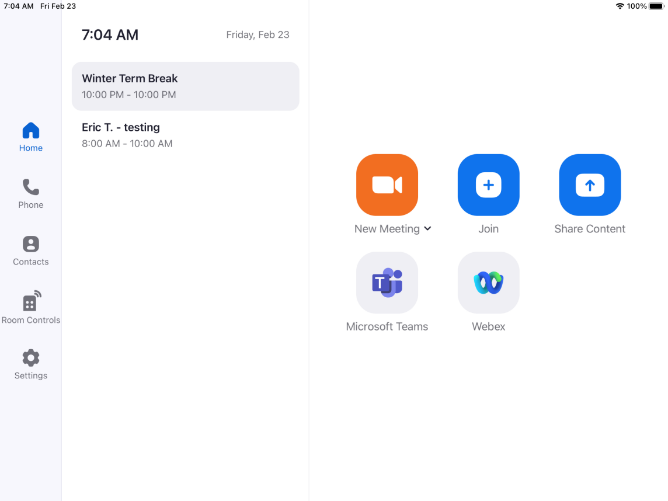 7:04 AM Fri Feb 23
100%
7:04 AM
Friday, Feb 23
Winter Term Break
10:00 PM - 10:00 PM
Eric T. - testing
8:00 AM - 10:00 AM
Home
Phone
Contacts
Room Controls
Settings
New Meeting
Join
Share Content
T
Microsoft Teams
Webex